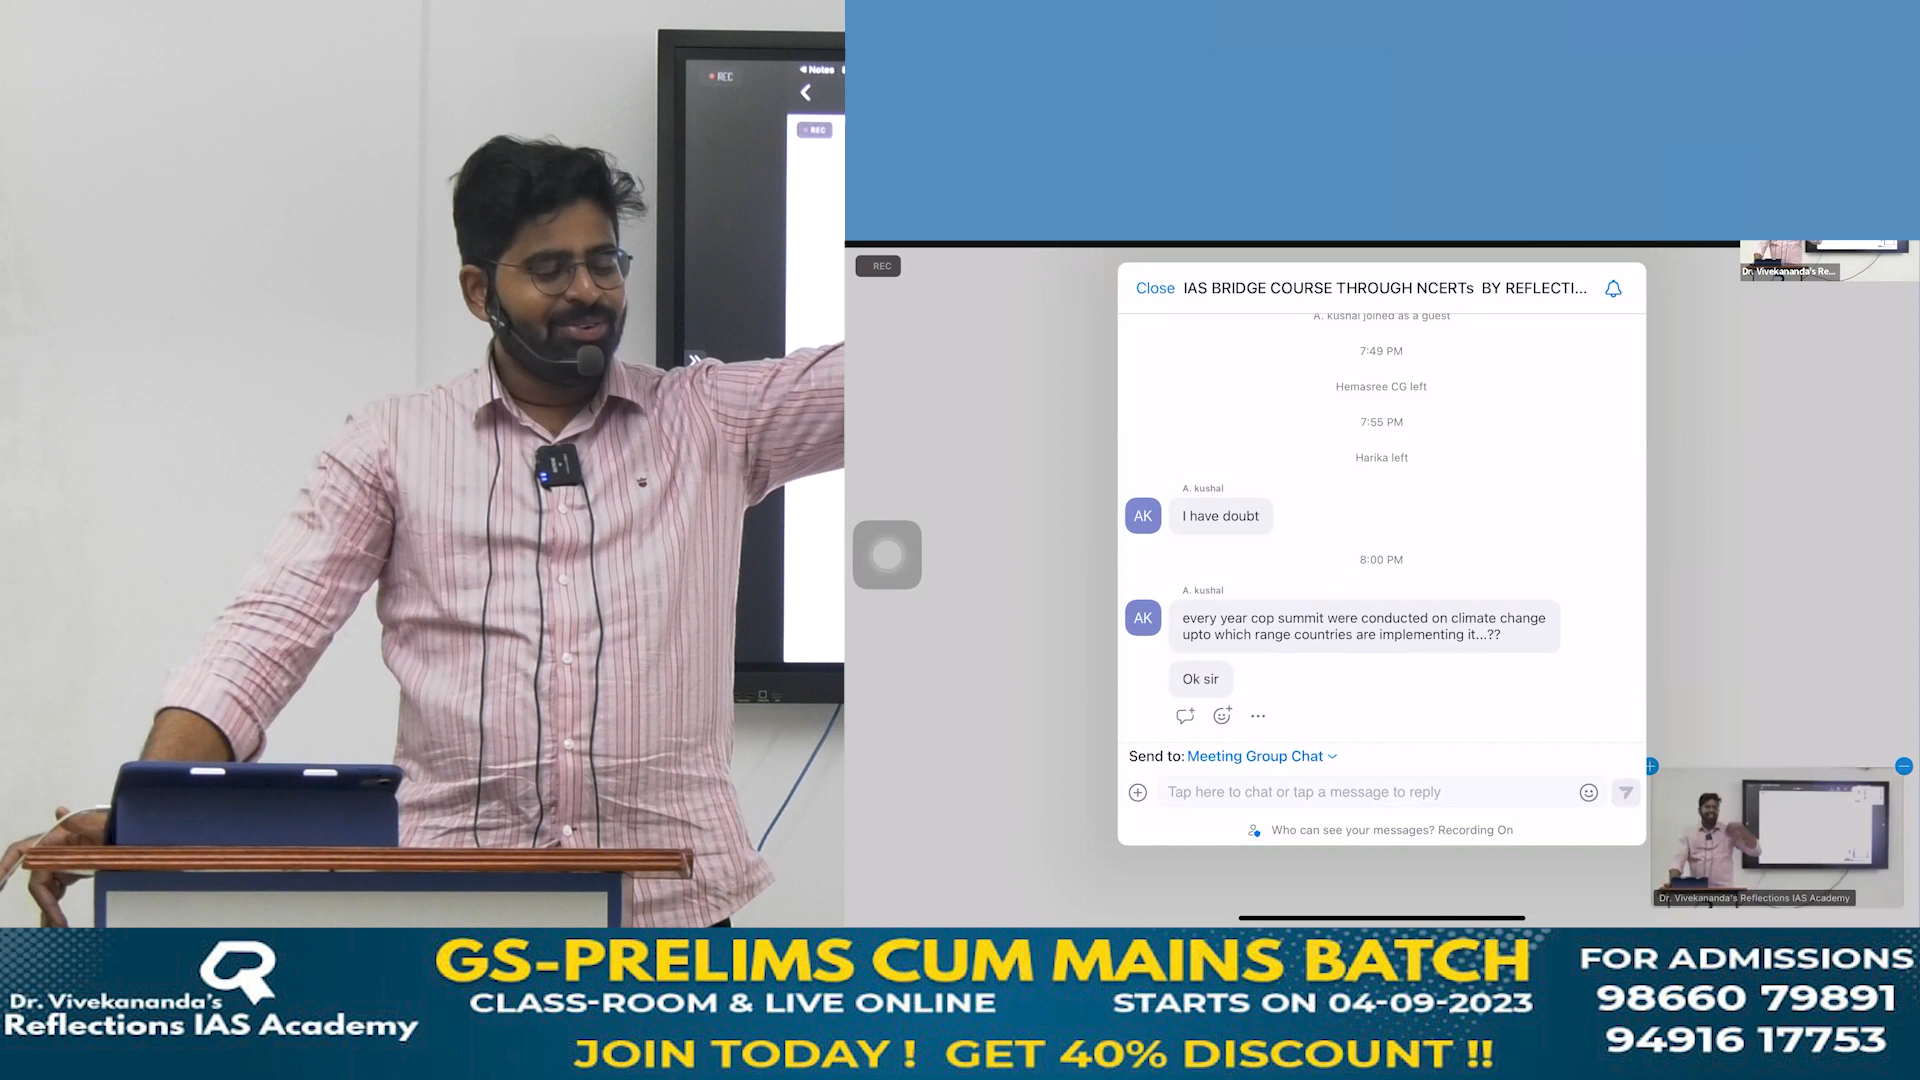 REC
Notes
REC
REC
Dr. Vivekananda's Re...
Close IAS BRIDGE COURSE THROUGH NCERTs BY REFLECTI...
A. kushal joined as a guest
7:49 PM
Hemasree CG left
7:55 PM
Harika left
A. kushal
AK I have doubt
8:00 PM
A. kushal
AK every year cop summit were conducted on climate change
upto which range countries are implementing it...??
Ok sir
Send to: Meeting Group Chat
Tap here to chat or tap a message to reply
Who can see your messages? Recording On
Dr. Vivekananda's Reflections IAS Academy
Dr. Vivekananda's
Reflections IAS Academy
GS-PRELIMS CUM MAINS BATCH
CLASS-ROOM & LIVE ONLINE STARTS ON 04-09-2023
JOIN TODAY ! GET 40% DISCOUNT !!
FOR ADMISSIONS
98660 79891
94916 17753